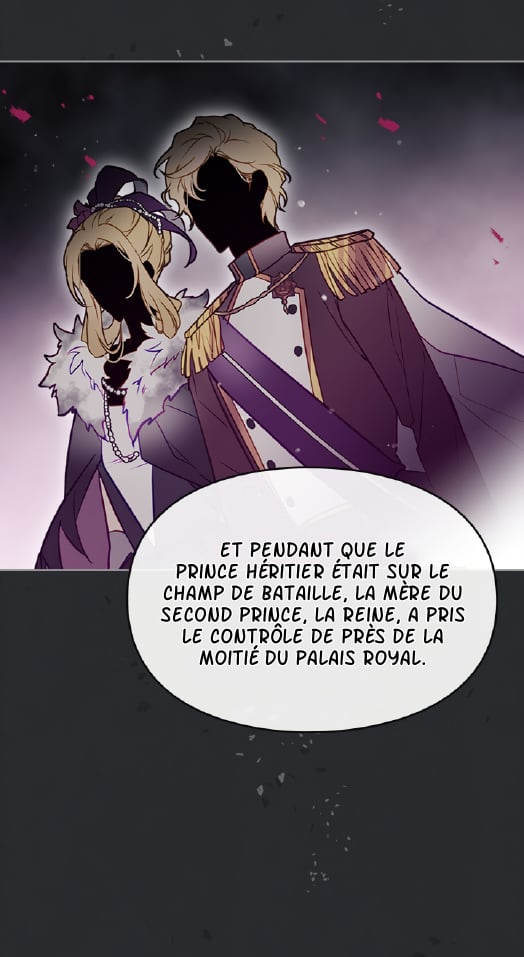 ET PENDANT QUE LE
PRINCE HÉRITIER ÉTAIT SUR LE
CHAMP DE BATAILLE, LA MÈRE DU
SECOND PRINCE, LA REINE, A PRIS
LE CONTRÔLE DE PRÈS DE LA
MOITIÉ DU PALAIS ROYAL.